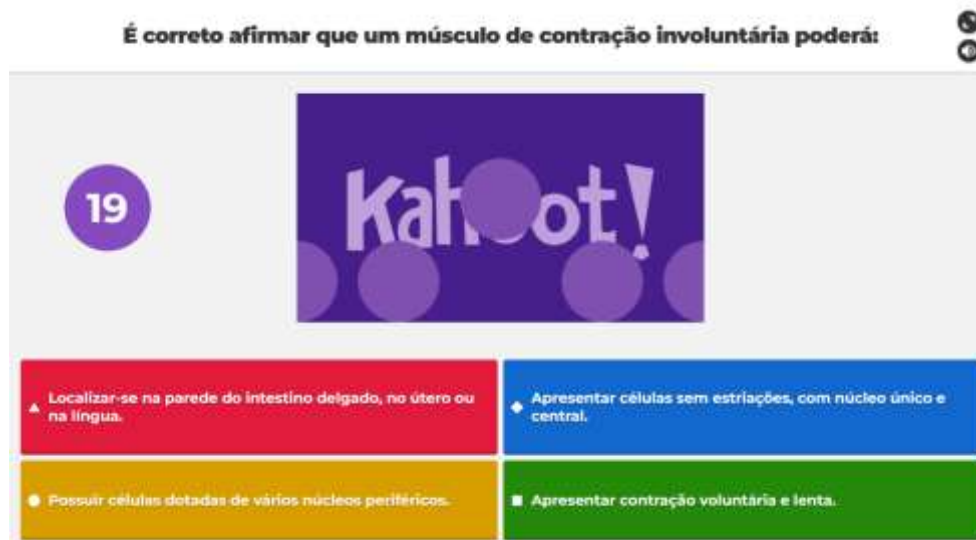 É correto afirmar que um músculo de contração involuntária poderá:
19
Kahoot!
Localizar-se na parede do intestino delgado, no útero ou
na língua.
Apresentar células sem estriações, com núcleo único e
central.
Possuir células dotadas de vários núcleos periféricos.
Apresentar contração voluntária e lenta.